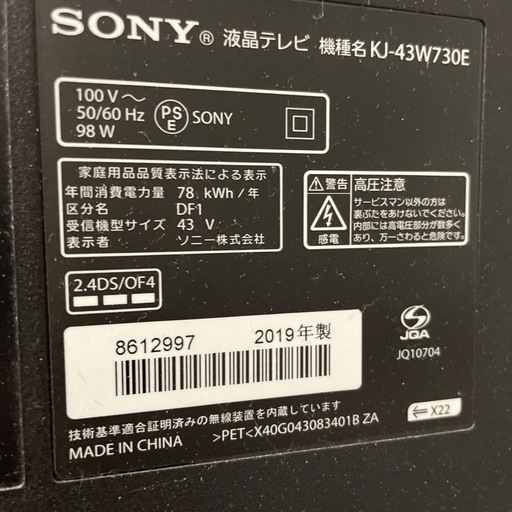 SONY® 液晶テレビ 機種名 KJ-43W730E
100 V〜
50/60 Hz
98 W
PSE SONY
家庭用品品質表示法による表示
年間消費電力量 78 kWh/年
区分名 DF1
受信機型サイズ 43 V
表示者 ソニー株式会社
警告 高圧注意
サービスマン以外の方は
裏ぶたをあけないでください。
内部には高電圧部分が数多く
あり、万一さわると危険です。
感電
2.4DS/OF4
8612997 2019年製
JQA
JQ10704
技術基準適合証明済みの無線装置を内蔵しています
MADE IN CHINA >PET<X40G043083401B ZA
X22